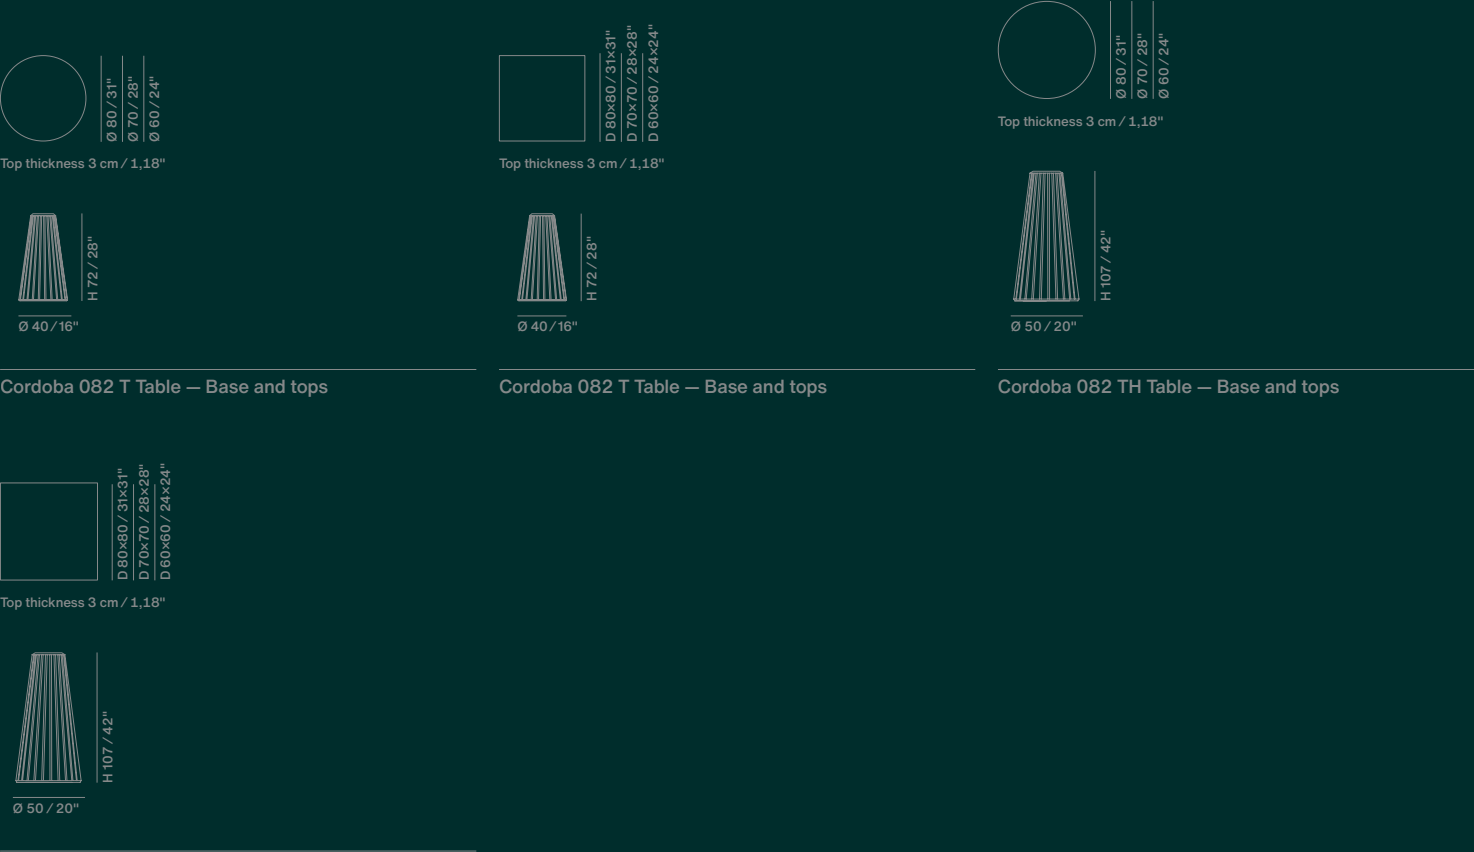 Ø 80 / 31"
Ø 70 / 28"
Ø 60 / 24"
Top thickness 3 cm / 1,18"
H 72 / 28"
Ø 40 / 16"
Cordoba 082 T Table — Base and tops
D 80×80 / 31×31"
D 70×70 / 28×28"
D 60×60 / 24×24"
Top thickness 3 cm / 1,18"
H 72 / 28"
Ø 40 / 16"
Cordoba 082 T Table — Base and tops
Ø 80 / 31"
Ø 70 / 28"
Ø 60 / 24"
Top thickness 3 cm / 1,18"
H 107 / 42"
Ø 50 / 20"
Cordoba 082 TH Table — Base and tops
D 80×80 / 31×31"
D 70×70 / 28×28"
D 60×60 / 24×24"
Top thickness 3 cm / 1,18"
H 107 / 42"
Ø 50 / 20"